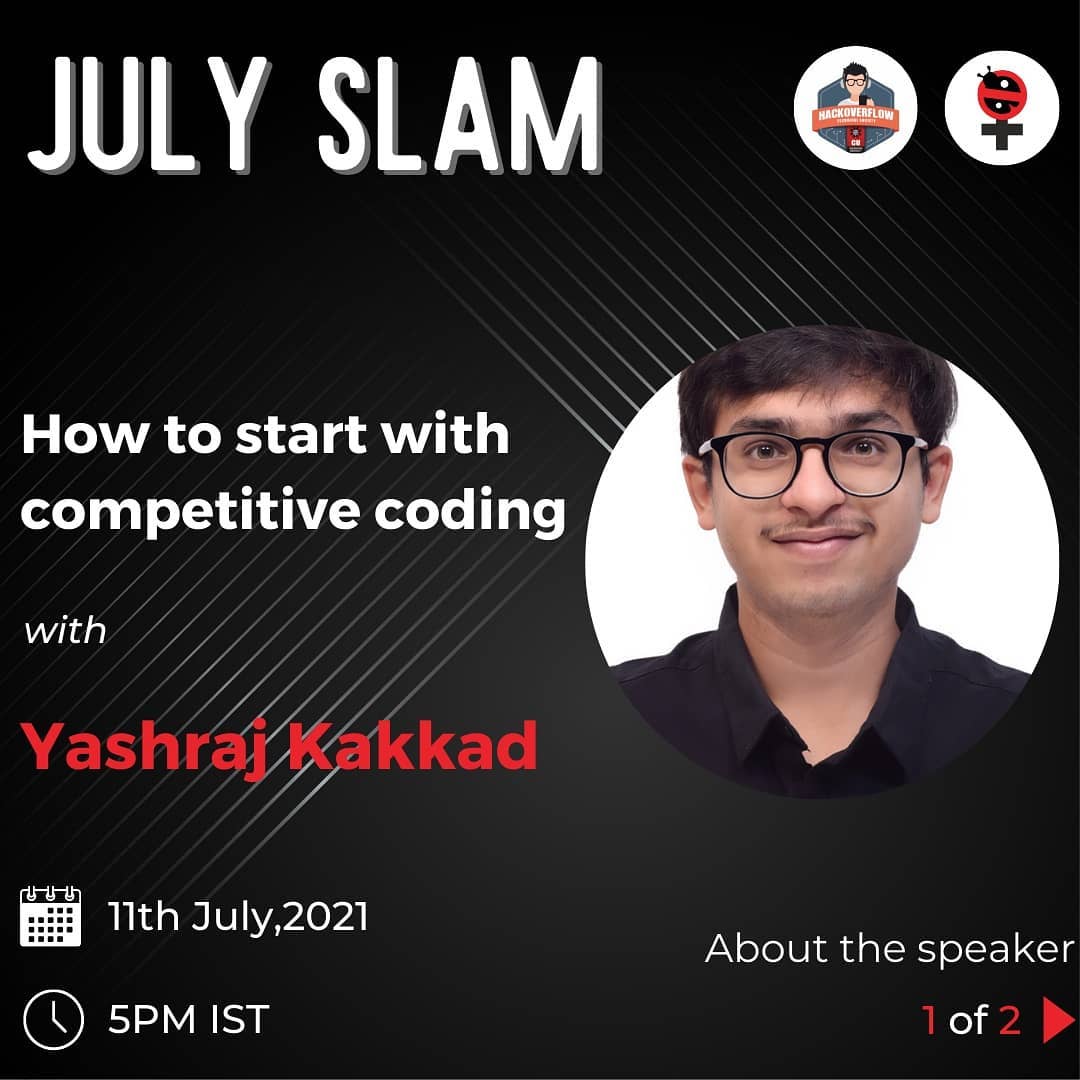 JULY SLAM
HACKOVERFLOW
CU
How to start with
competitive coding
with
Yashraj Kakkad
11th July,2021
5PM IST
About the speaker
1 of 2